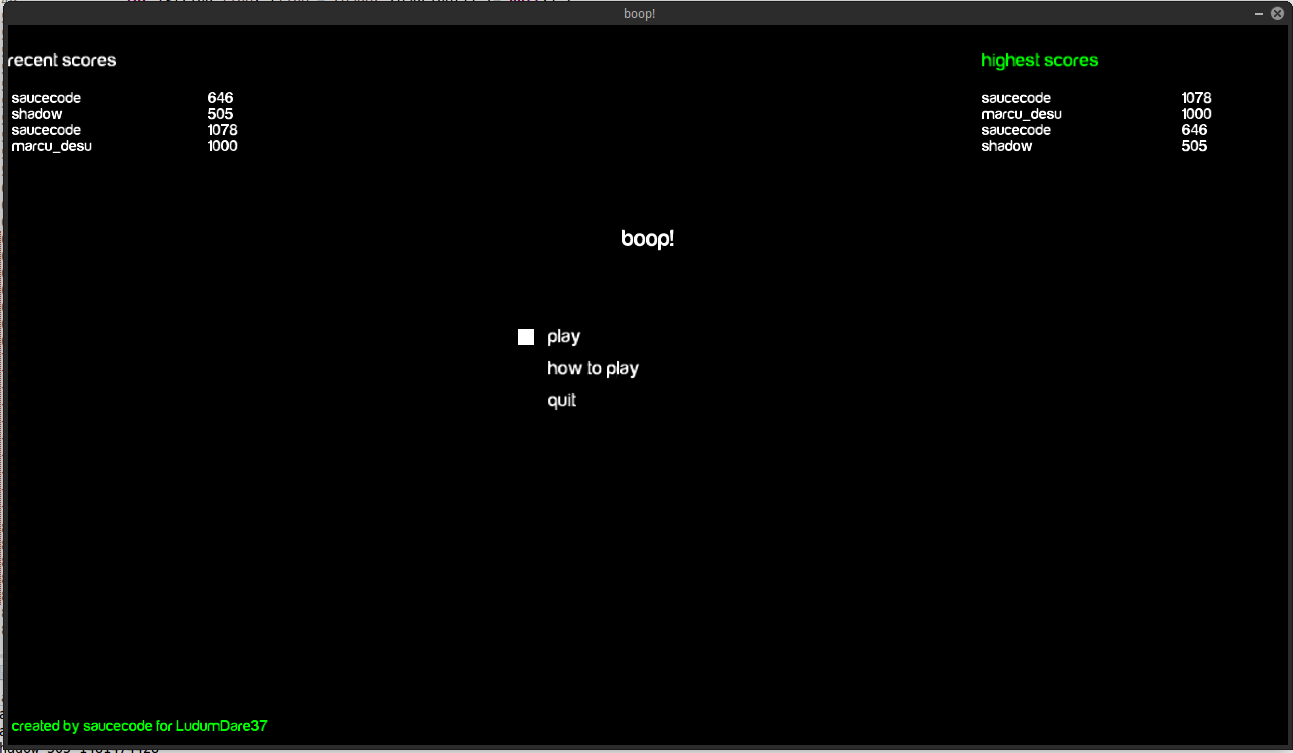 boop!
recent scores
saucecode 646
shadow 505
saucecode 1078
marcu_desu 1000
highest scores
saucecode 1078
marcu_desu 1000
saucecode 646
shadow 505
boop!
play
how to play
quit
created by saucecode for LudumDare37